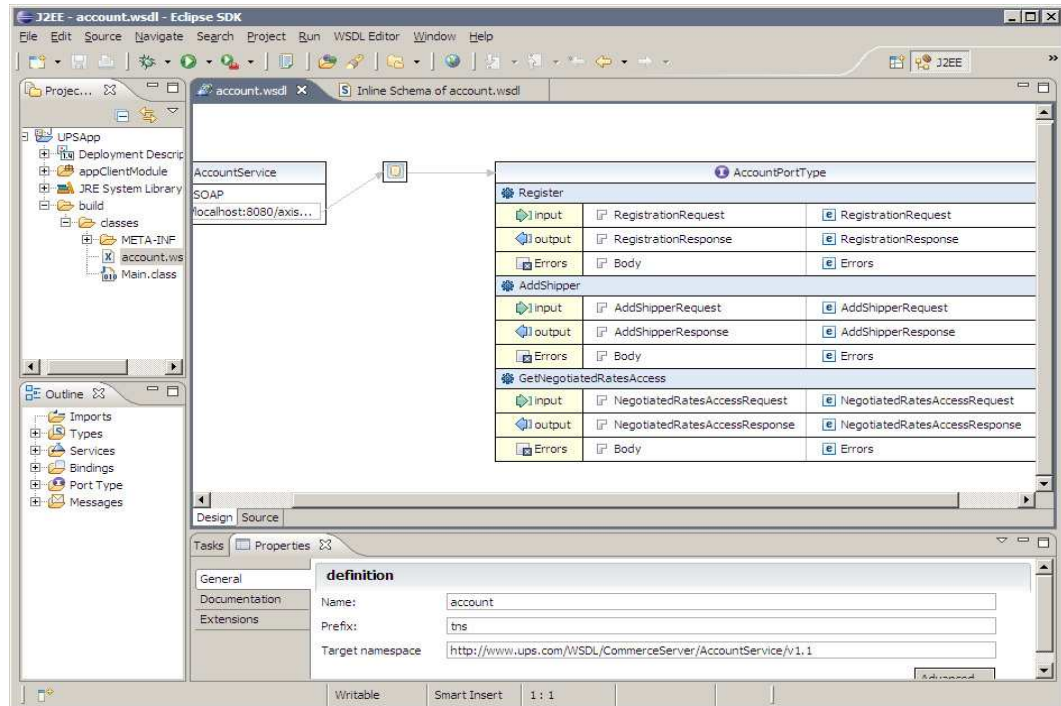 J2EE - account.wsdl - Eclipse SDK
File Edit Source Navigate Search Project Run WSDL Editor Window Help
J2EE
»
Projec...
account.wsdl
Inline Schema of account.wsdl
UPSApp
Deployment Descrip
appClientModule
JRE System Library
build
classes
META-INF
account.ws
Main.class
AccountService
SOAP
/localhost:8080/axis...
AccountPortType
Register
input RegistrationRequest RegistrationRequest
output RegistrationResponse RegistrationResponse
Errors Body Errors
AddShipper
input AddShipperRequest AddShipperRequest
output AddShipperResponse AddShipperResponse
Errors Body Errors
GetNegotiatedRatesAccess
input NegotiatedRatesAccessRequest NegotiatedRatesAccessRequest
output NegotiatedRatesAccessResponse NegotiatedRatesAccessResponse
Errors Body Errors
Design Source
Outline
Imports
Types
Services
Bindings
Port Type
Messages
Tasks Properties
General
Documentation
Extensions
definition
Name: account
Prefix: tns
Target namespace http://www.ups.com/WSDL/CommerceServer/AccountService/v1.1
Advanced...
Writable Smart Insert 1 : 1